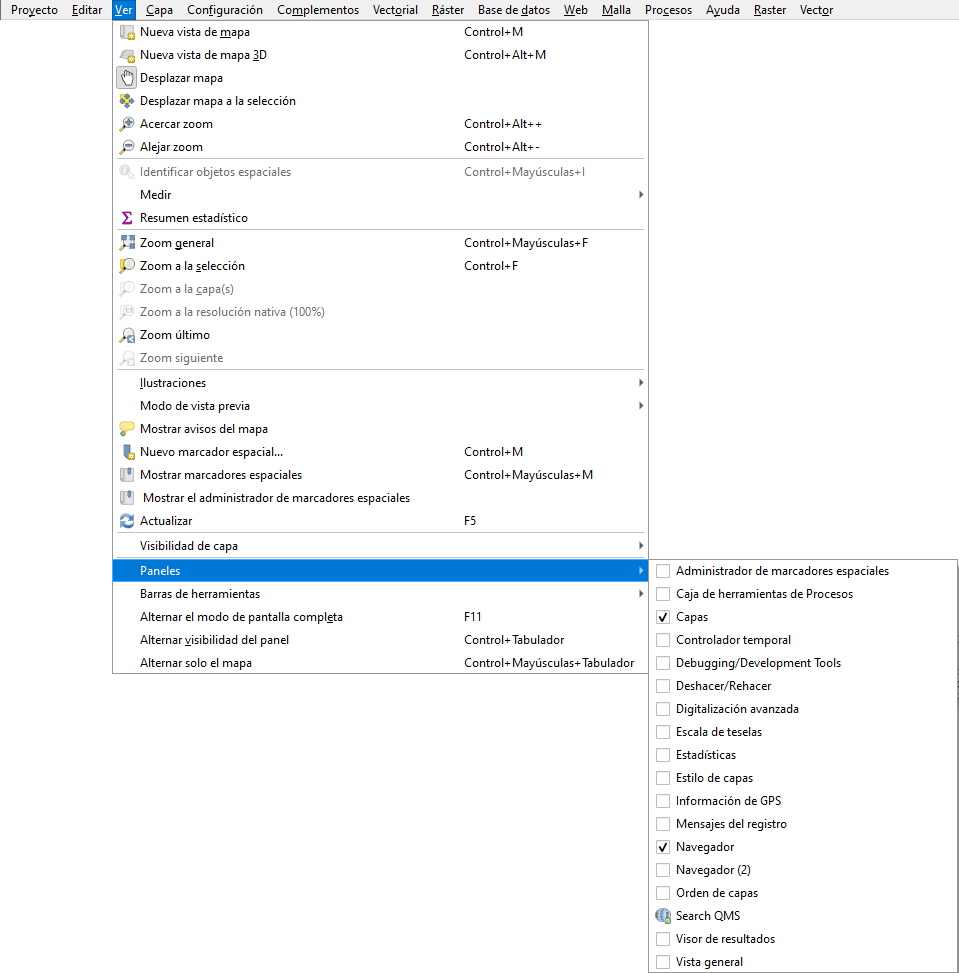 Proyecto Editar Ver Capa Configuración Complementos Vectorial Ráster Base de datos Web Malla Procesos Ayuda Raster Vector
Nueva vista de mapa Control+M
Nueva vista de mapa 3D Control+Alt+M
Desplazar mapa
Desplazar mapa a la selección
Acercar zoom Control+Alt++
Alejar zoom Control+Alt+-
Identificar objetos espaciales Control+Mayúsculas+I
Medir
Resumen estadístico
Zoom general Control+Mayúsculas+F
Zoom a la selección Control+F
Zoom a la capa(s)
Zoom a la resolución nativa (100%)
Zoom último
Zoom siguiente
Ilustraciones
Modo de vista previa
Mostrar avisos del mapa
Nuevo marcador espacial... Control+M
Mostrar marcadores espaciales Control+Mayúsculas+M
Mostrar el administrador de marcadores espaciales
Actualizar F5
Visibilidad de capa
Paneles
Barras de herramientas
Alternar el modo de pantalla completa F11
Alternar visibilidad del panel Control+Tabulador
Alternar solo el mapa Control+Mayúsculas+Tabulador
Administrador de marcadores espaciales
Caja de herramientas de Procesos
Capas
Controlador temporal
Debugging/Development Tools
Deshacer/Rehacer
Digitalización avanzada
Escala de teselas
Estadísticas
Estilo de capas
Información de GPS
Mensajes del registro
Navegador
Navegador (2)
Orden de capas
Search QMS
Visor de resultados
Vista general